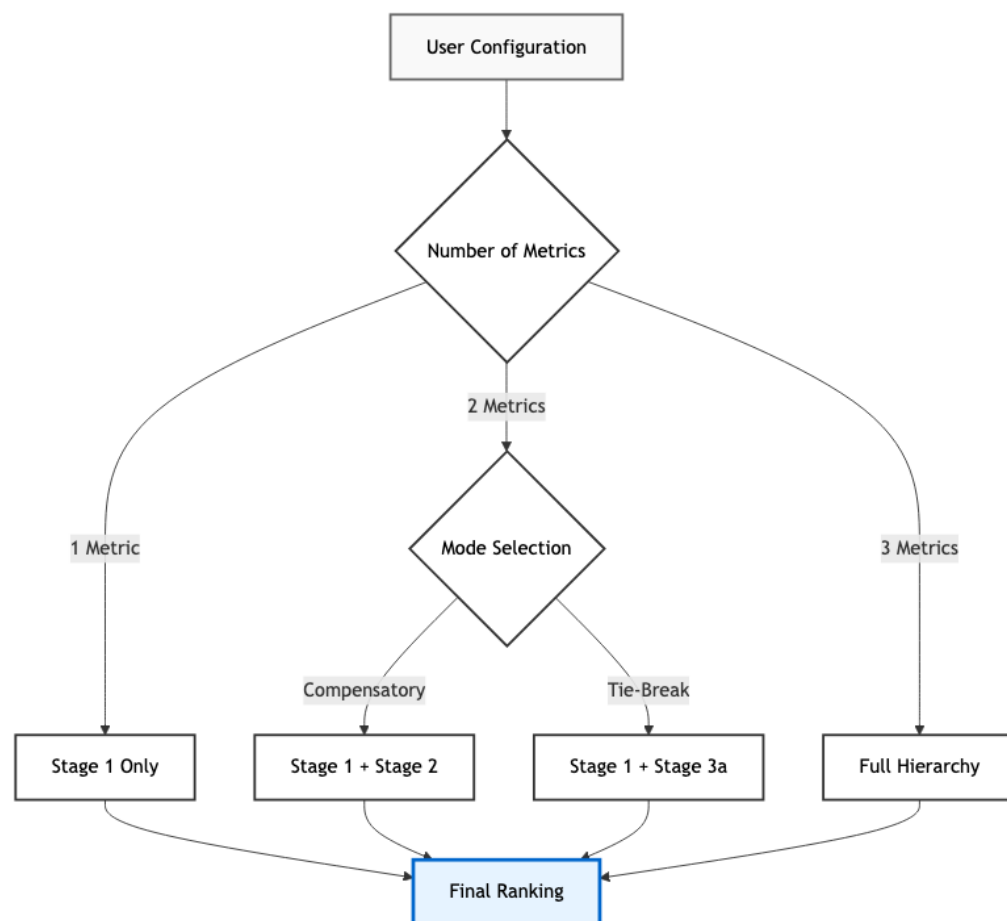 User Configuration
Number of Metrics
2 Metrics
1 Metric
Mode Selection
3 Metrics
Compensatory
Tie-Break
Stage 1 Only
Stage 1 + Stage 2
Stage 1 + Stage 3a
Full Hierarchy
Final Ranking